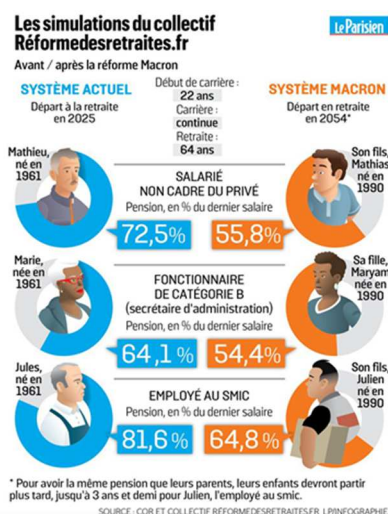 Les simulations du collectif
Réformedesretraites.fr
Le Parisien
Avant / après la réforme Macron
SYSTÈME ACTUEL
Départ à la retraite
en 2025
Début de carrière :
22 ans
Carrière :
continue
Retraite :
64 ans
SYSTÈME MACRON
Départ en retraite
en 2054*
Mathieu,
né en
1961
SALARIÉ
NON CADRE DU PRIVÉ
Pension, en % du dernier salaire
72,5%
55,8%
Son fils,
Mathias
né en
1990
Marie,
née en
1961
FONCTIONNAIRE
DE CATÉGORIE B
(secrétaire d'administration)
Pension, en % du dernier salaire
64,1 %
54,4%
Sa fille,
Maryam
née en
1990
Jules,
né en
1961
EMPLOYÉ AU SMIC
Pension, en % du dernier salaire
81,6 %
64,8 %
Son fils,
Julien
né en
1990
* Pour avoir la même pension que leurs parents, leurs enfants devront partir
plus tard, jusqu'à 3 ans et demi pour Julien, l'employé au smic.
SOURCE : COR ET COLLECTIF RÉFORMEDESRETRAITES.FR LP/INFOGRAPHIE